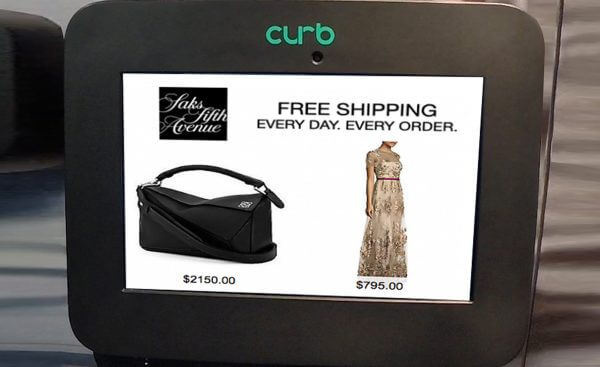 curb
Saks
Fifth
Avenue
FREE SHIPPING
EVERY DAY. EVERY ORDER.
$2150.00
$795.00